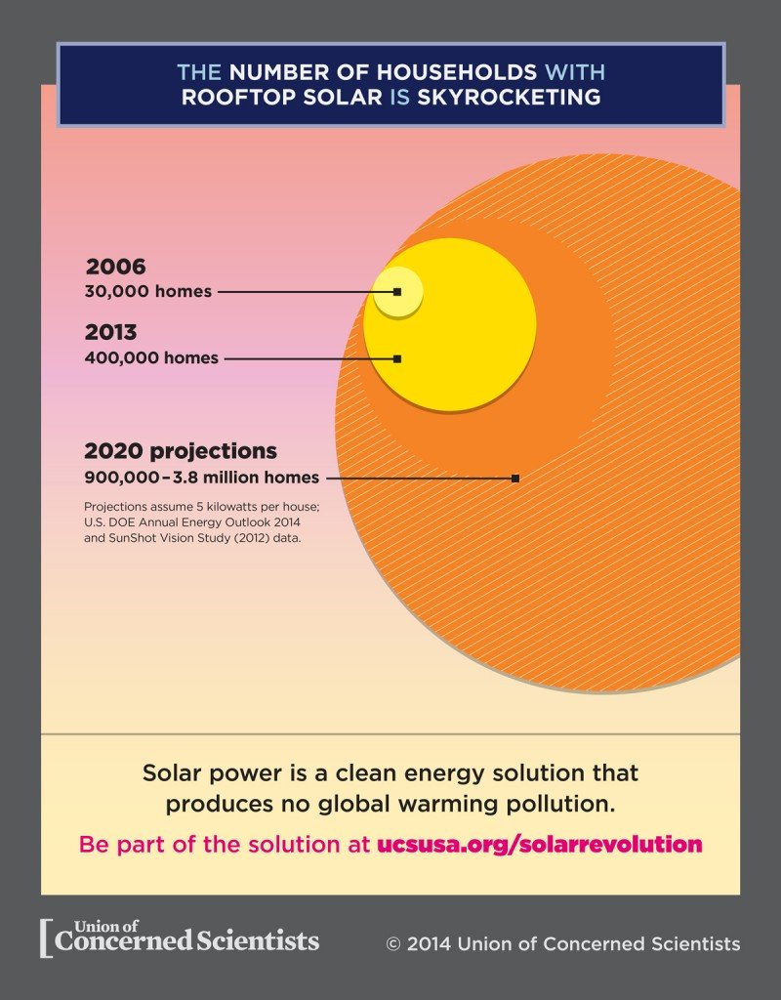 THE NUMBER OF HOUSEHOLDS WITH
ROOFTOP SOLAR IS SKYROCKETING
2006
30,000 homes
2013
400,000 homes
2020 projections
900,000–3.8 million homes
Projections assume 5 kilowatts per house;
U.S. DOE Annual Energy Outlook 2014
and SunShot Vision Study (2012) data.
Solar power is a clean energy solution that
produces no global warming pollution.
Be part of the solution at ucsusa.org/solarrevolution
Union of
Concerned Scientists
© 2014 Union of Concerned Scientists